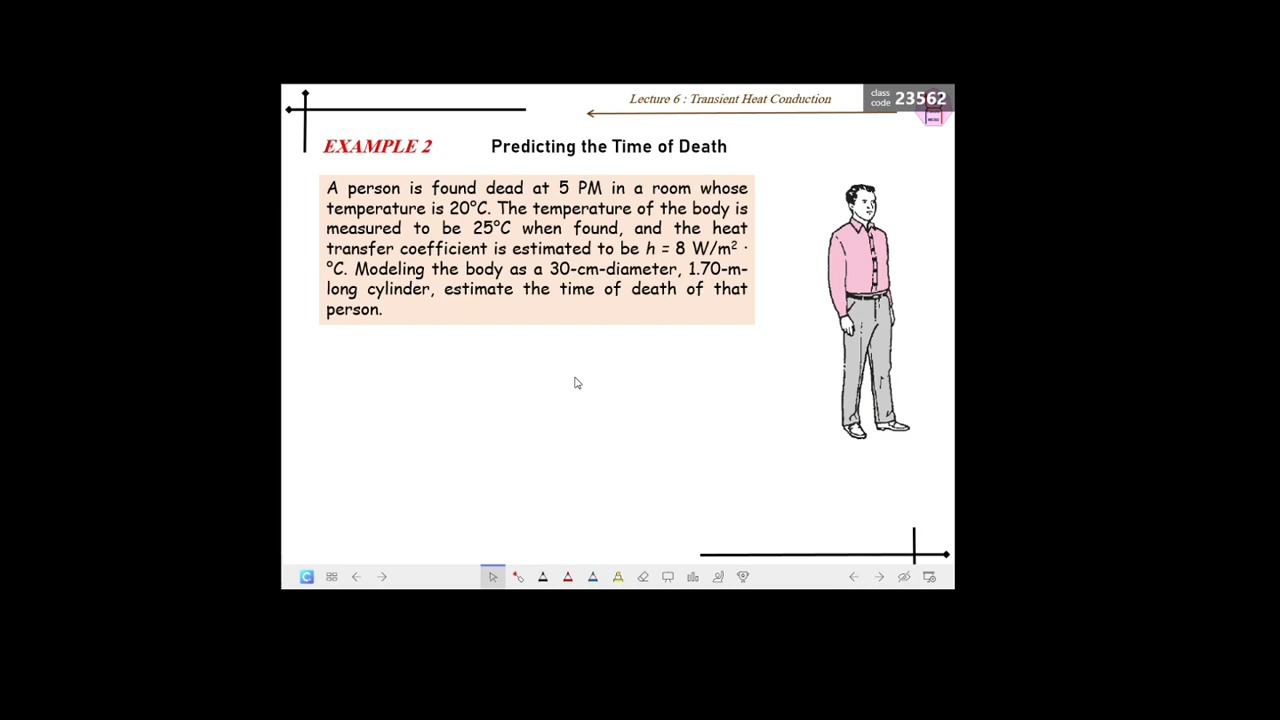 Lecture 6 : Transient Heat Conduction
class code 23562
EXAMPLE 2 Predicting the Time of Death
A person is found dead at 5 PM in a room whose
temperature is 20°C. The temperature of the body is
measured to be 25°C when found, and the heat
transfer coefficient is estimated to be h = 8 W/m² ·
°C. Modeling the body as a 30-cm-diameter, 1.70-m-
long cylinder, estimate the time of death of that
person.